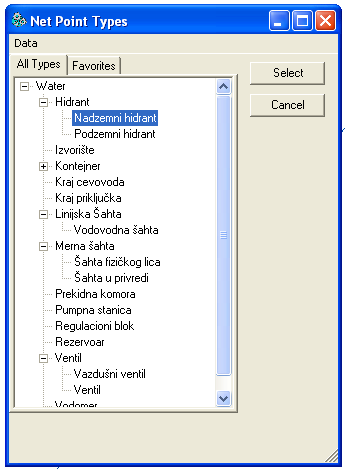 Net Point Types
Data
All Types
Favorites
Select
Cancel
Water
Hidrant
Nadzemni hidrant
Podzemni hidrant
Izvorište
Kontejner
Kraj cevovoda
Kraj priključka
Linijska Šahta
Vodovodna šahta
Merna šahta
Šahta fizičkog lica
Šahta u privredi
Prekidna komora
Pumpna stanica
Regulacioni blok
Rezervoar
Ventil
Vazdušni ventil
Ventil
Vodomer